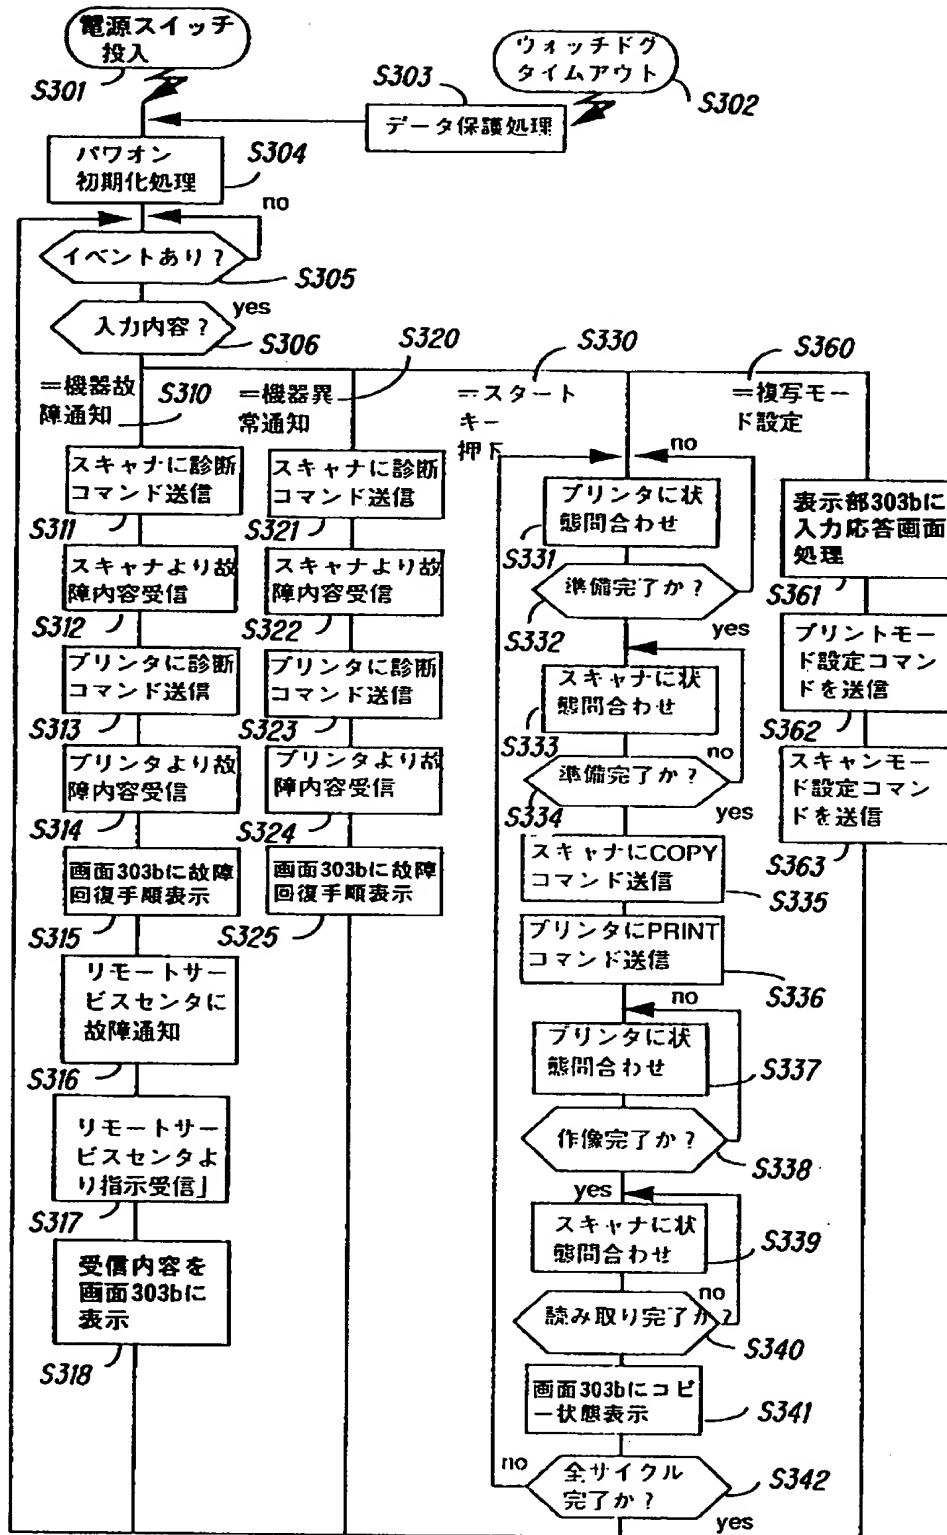 電源スイッチ
投入
S301
ウォッチドグ
タイムアウト
S302
S303
データ保護処理
パワオン
初期化処理
S304
no
イベントあり?
S305
yes
入力内容?
S306
=機器故
障通知
S310
=機器異
常通知
S320
=スタート
キー
押下
S330
=複写モー
ド設定
S360
スキャナに診断
コマンド送信
S311
スキャナより故
障内容受信
S312
プリンタに診断
コマンド送信
S313
プリンタより故
障内容受信
S314
画面303bに故障
回復手順表示
S315
リモートサー
ビスセンタに
故障通知
S316
リモートサー
ビスセンタよ
り指示受信」
S317
受信内容を
画面303bに
表示
S318
スキャナに診断
コマンド送信
S321
スキャナより故
障内容受信
S322
プリンタに診断
コマンド送信
S323
プリンタより故
障内容受信
S324
画面303bに故障
回復手順表示
S325
no
プリンタに状
態問合わせ
S331
準備完了か?
S332
yes
スキャナに状
態問合わせ
S333
no
準備完了か?
S334
yes
スキャナにCOPY
コマンド送信
S335
プリンタにPRINT
コマンド送信
S336
no
プリンタに状
態問合わせ
S337
作像完了か?
S338
yes
スキャナに状
態問合わせ
S339
no
読み取り完了か?
S340
画面303bにコピ
ー状態表示
S341
no
全サイクル
完了か?
S342
yes
表示部303bに
入力応答画面
処理
S361
プリントモー
ド設定コマン
ドを送信
S362
スキャンモー
ド設定コマン
ドを送信
S363